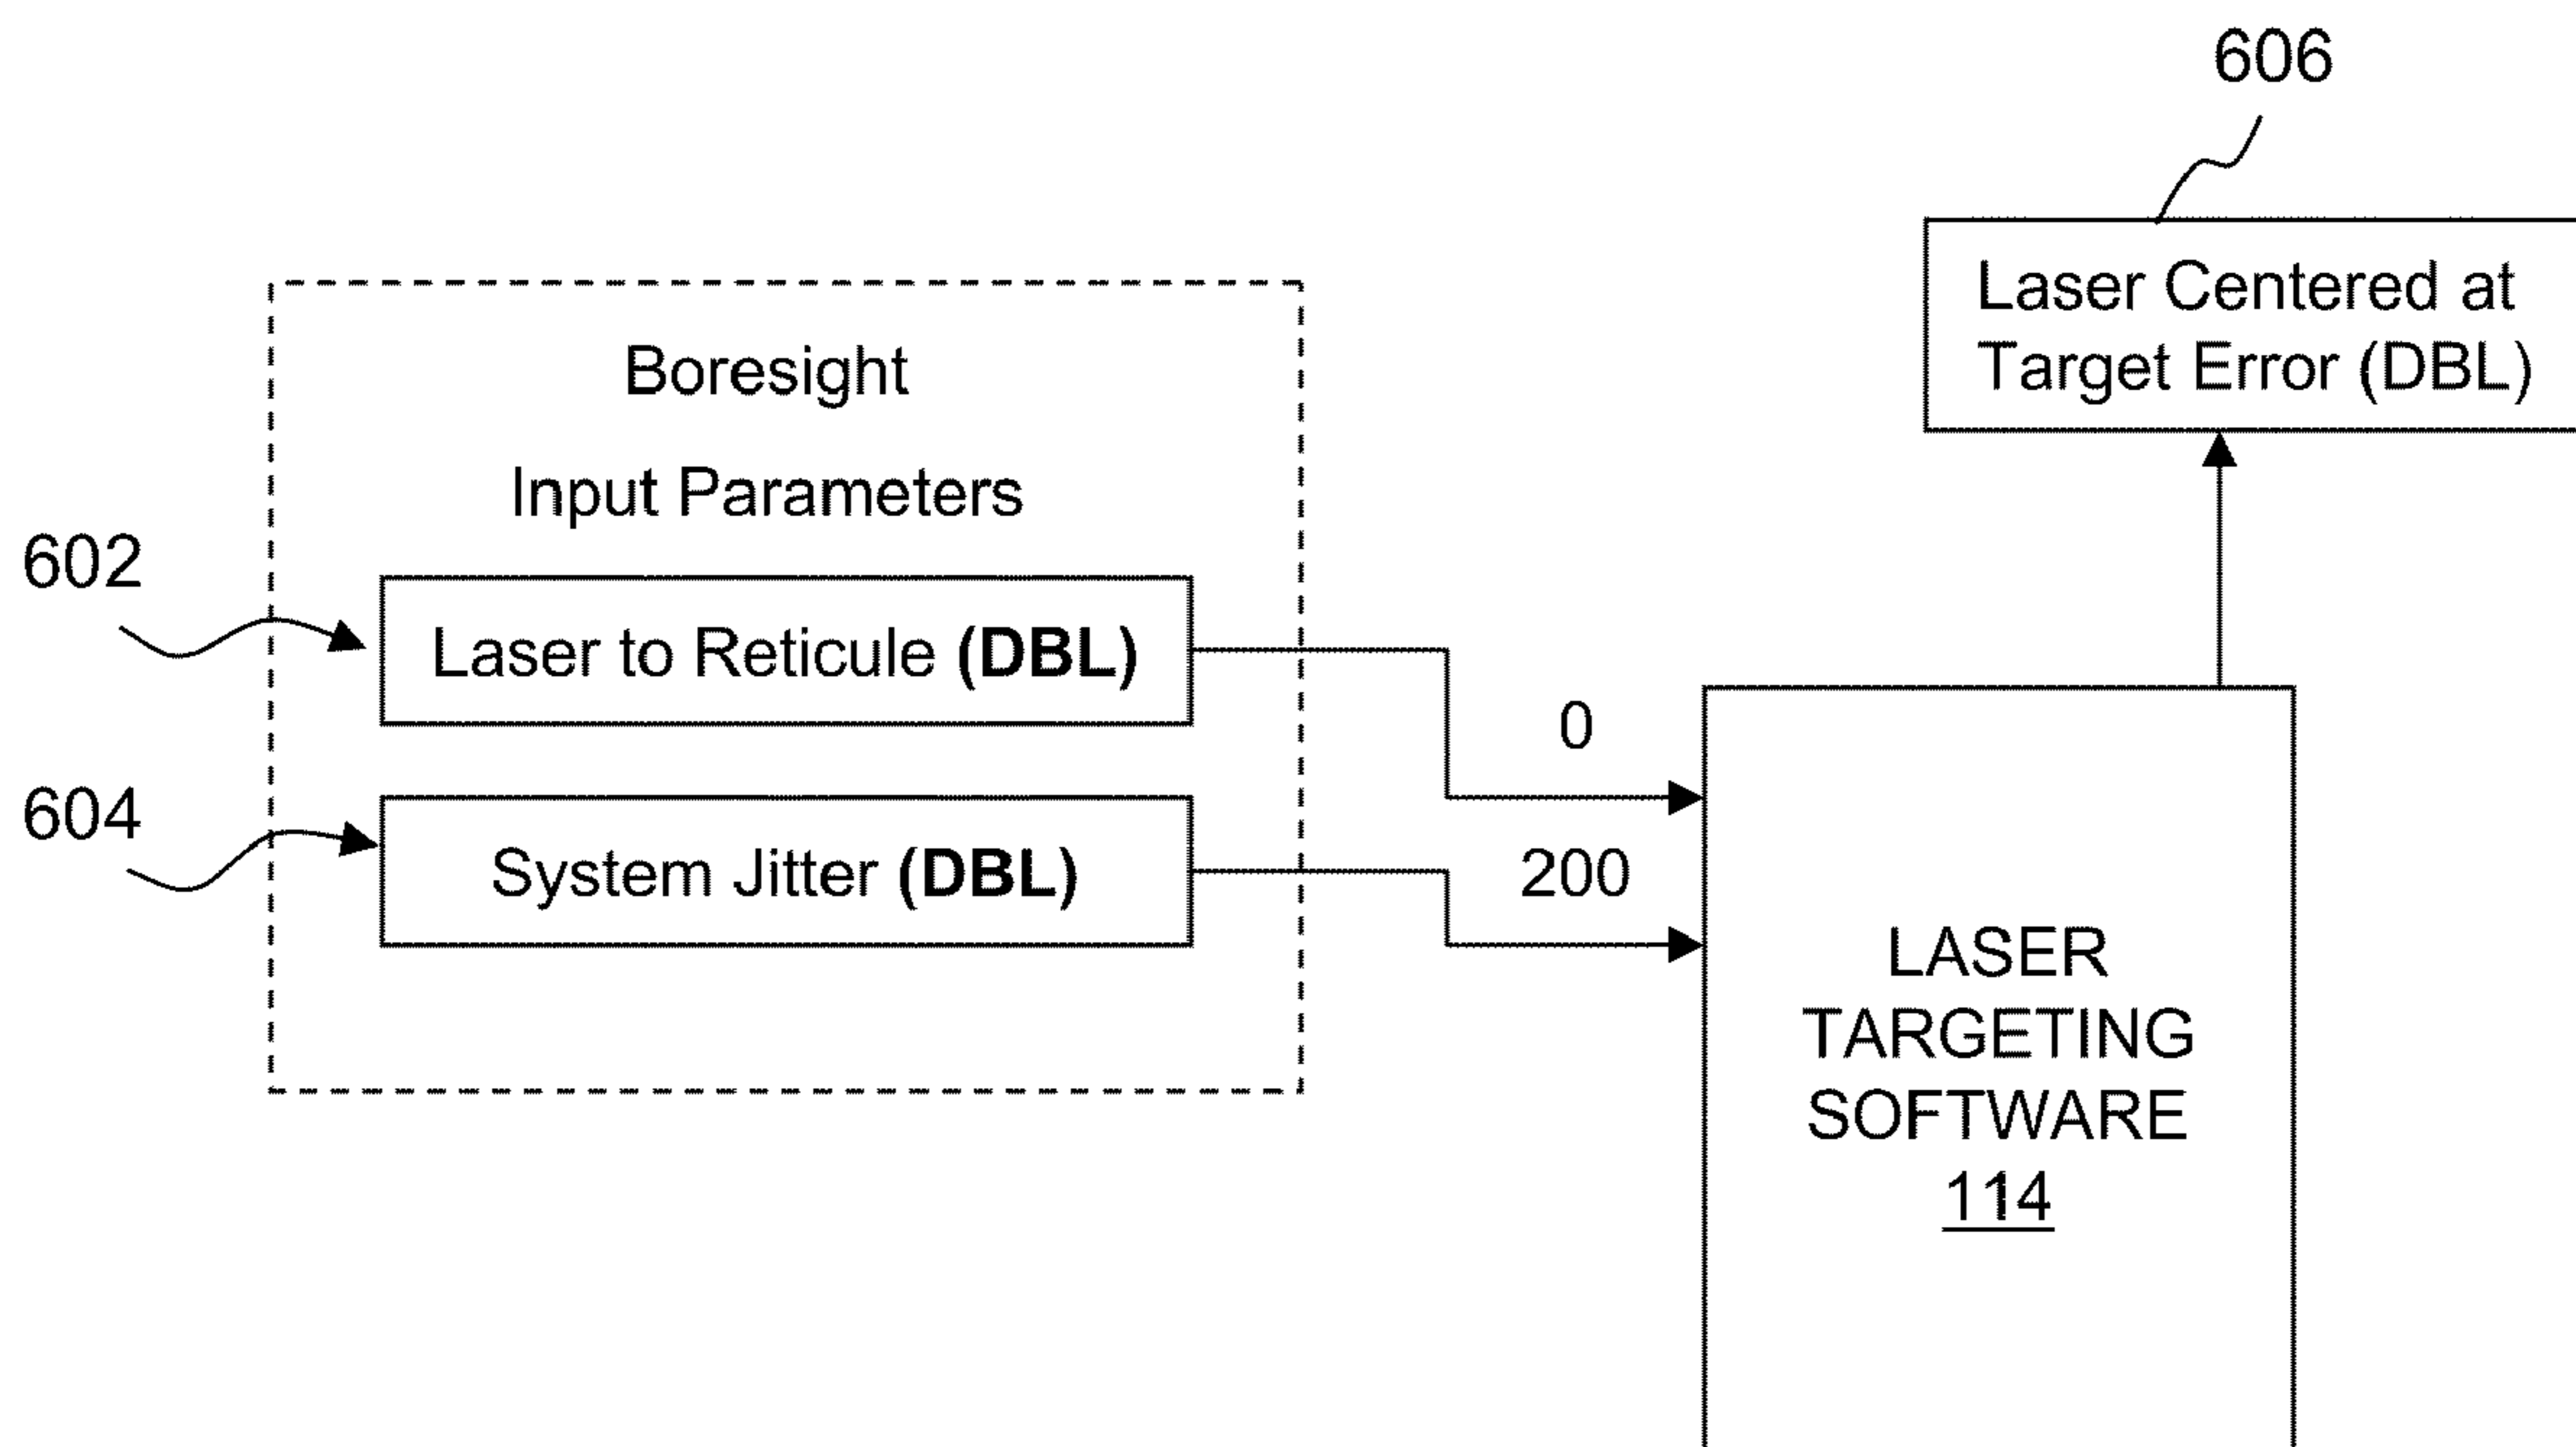 606
Laser Centered at
Target Error (DBL)
Boresight
Input Parameters
602
Laser to Reticule (DBL)
0
604
System Jitter (DBL)
200
LASER
TARGETING
SOFTWARE
114